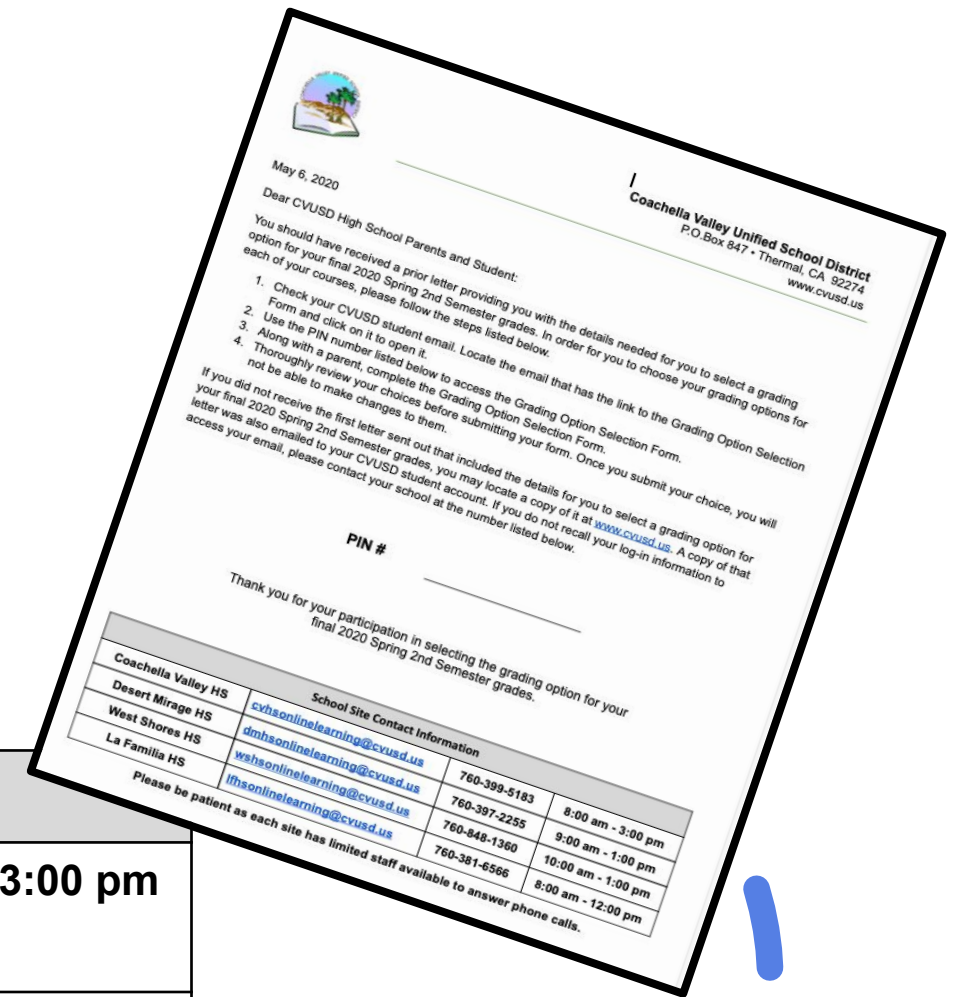 Coachella Valley Unified School District
P.O.Box 847 • Thermal, CA 92274
www.cvusd.us
May 6, 2020
Dear CVUSD High School Parents and Student:
You should have received a prior letter providing you with the details needed for you to select a grading
option for your final 2020 Spring 2nd Semester grades. In order for you to choose your grading options for
each of your courses, please follow the steps listed below.
1. Check your CVUSD student email. Locate the email that has the link to the Grading Option Selection
Form and click on it to open it.
2. Use the PIN number listed below to access the Grading Option Selection Form.
3. Along with a parent, complete the Grading Option Selection Form.
4. Thoroughly review your choices before submitting your form. Once you submit your choice, you will
not be able to make changes to them.
If you did not receive the first letter sent out that included the details for you to select a grading option for
your final 2020 Spring 2nd Semester grades, you may locate a copy of it at www.cvusd.us. A copy of that
letter was also emailed to your CVUSD student account. If you do not recall your log-in information to
access your email, please contact your school at the number listed below.
PIN #
Thank you for your participation in selecting the grading option for your
final 2020 Spring 2nd Semester grades.
School Site Contact Information
Coachella Valley HS cvhsonlinelearning@cvusd.us 760-399-5183 8:00 am - 3:00 pm
Desert Mirage HS dmhsonlinelearning@cvusd.us 760-397-2255 9:00 am - 1:00 pm
West Shores HS wshsonlinelearning@cvusd.us 760-848-1360 10:00 am - 1:00 pm
La Familia HS lfhsonlinelearning@cvusd.us 760-381-6566 8:00 am - 12:00 pm
Please be patient as each site has limited staff available to answer phone calls.
3:00 pm